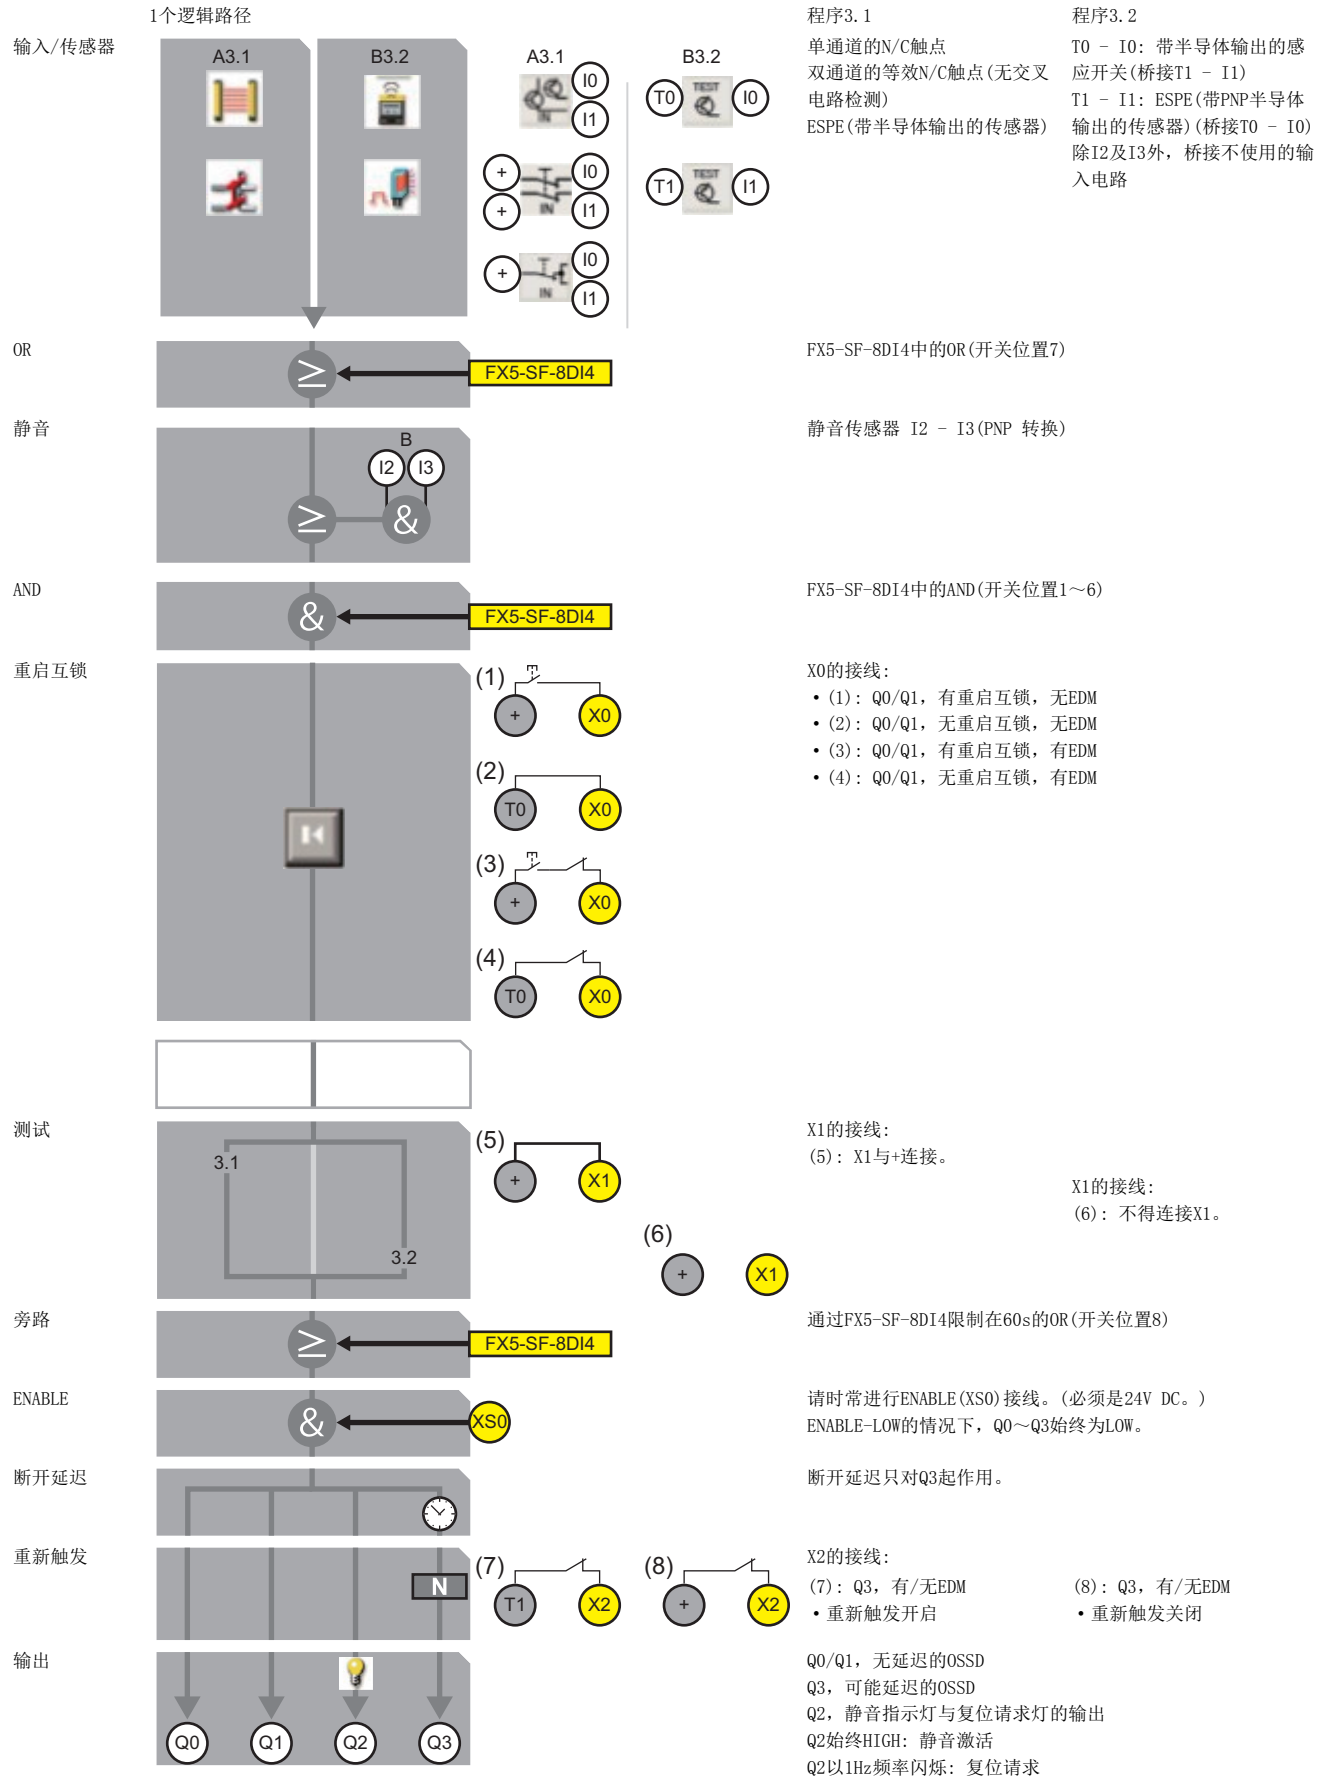 1个逻辑路径
程序3.1
程序3.2
输入/传感器
A3.1
B3.2
A3.1
B3.2
I0
I1
IN
T0
TEST
I0
+
+
I0
I1
IN
T1
TEST
I1
+
I0
I1
IN
单通道的N/C触点
双通道的等效N/C触点(无交叉
电路检测)
ESPE(带半导体输出的传感器)
T0 - I0: 带半导体输出的感
应开关(桥接T1 - I1)
T1 - I1: ESPE(带PNP半导体
输出的传感器)(桥接T0 - I0)
除I2及I3外，桥接不使用的输
入电路
OR
≥
FX5-SF-8DI4
FX5-SF-8DI4中的OR(开关位置7)
静音
B
I2
I3
≥
&
静音传感器 I2 - I3(PNP 转换)
AND
&
FX5-SF-8DI4
FX5-SF-8DI4中的AND(开关位置1～6)
重启互锁
(1)
+
X0
(2)
T0
X0
(3)
+
X0
(4)
T0
X0
X0的接线:
•(1): Q0/Q1，有重启互锁，无EDM
•(2): Q0/Q1，无重启互锁，无EDM
•(3): Q0/Q1，有重启互锁，有EDM
•(4): Q0/Q1，无重启互锁，有EDM
测试
3.1
3.2
(5)
+
X1
(6)
+
X1
X1的接线:
(5): X1与+连接。
X1的接线:
(6): 不得连接X1。
旁路
≥
FX5-SF-8DI4
通过FX5-SF-8DI4限制在60s的OR(开关位置8)
ENABLE
&
XS0
请时常进行ENABLE(XS0)接线。(必须是24V DC。)
ENABLE-LOW的情况下，Q0～Q3始终为LOW。
断开延迟
断开延迟只对Q3起作用。
重新触发
N
(7)
T1
X2
(8)
+
X2
X2的接线:
(7): Q3，有/无EDM
•重新触发开启
(8): Q3，有/无EDM
•重新触发关闭
输出
Q0
Q1
Q2
Q3
Q0/Q1，无延迟的OSSD
Q3，可能延迟的OSSD
Q2，静音指示灯与复位请求灯的输出
Q2始终HIGH: 静音激活
Q2以1Hz频率闪烁: 复位请求